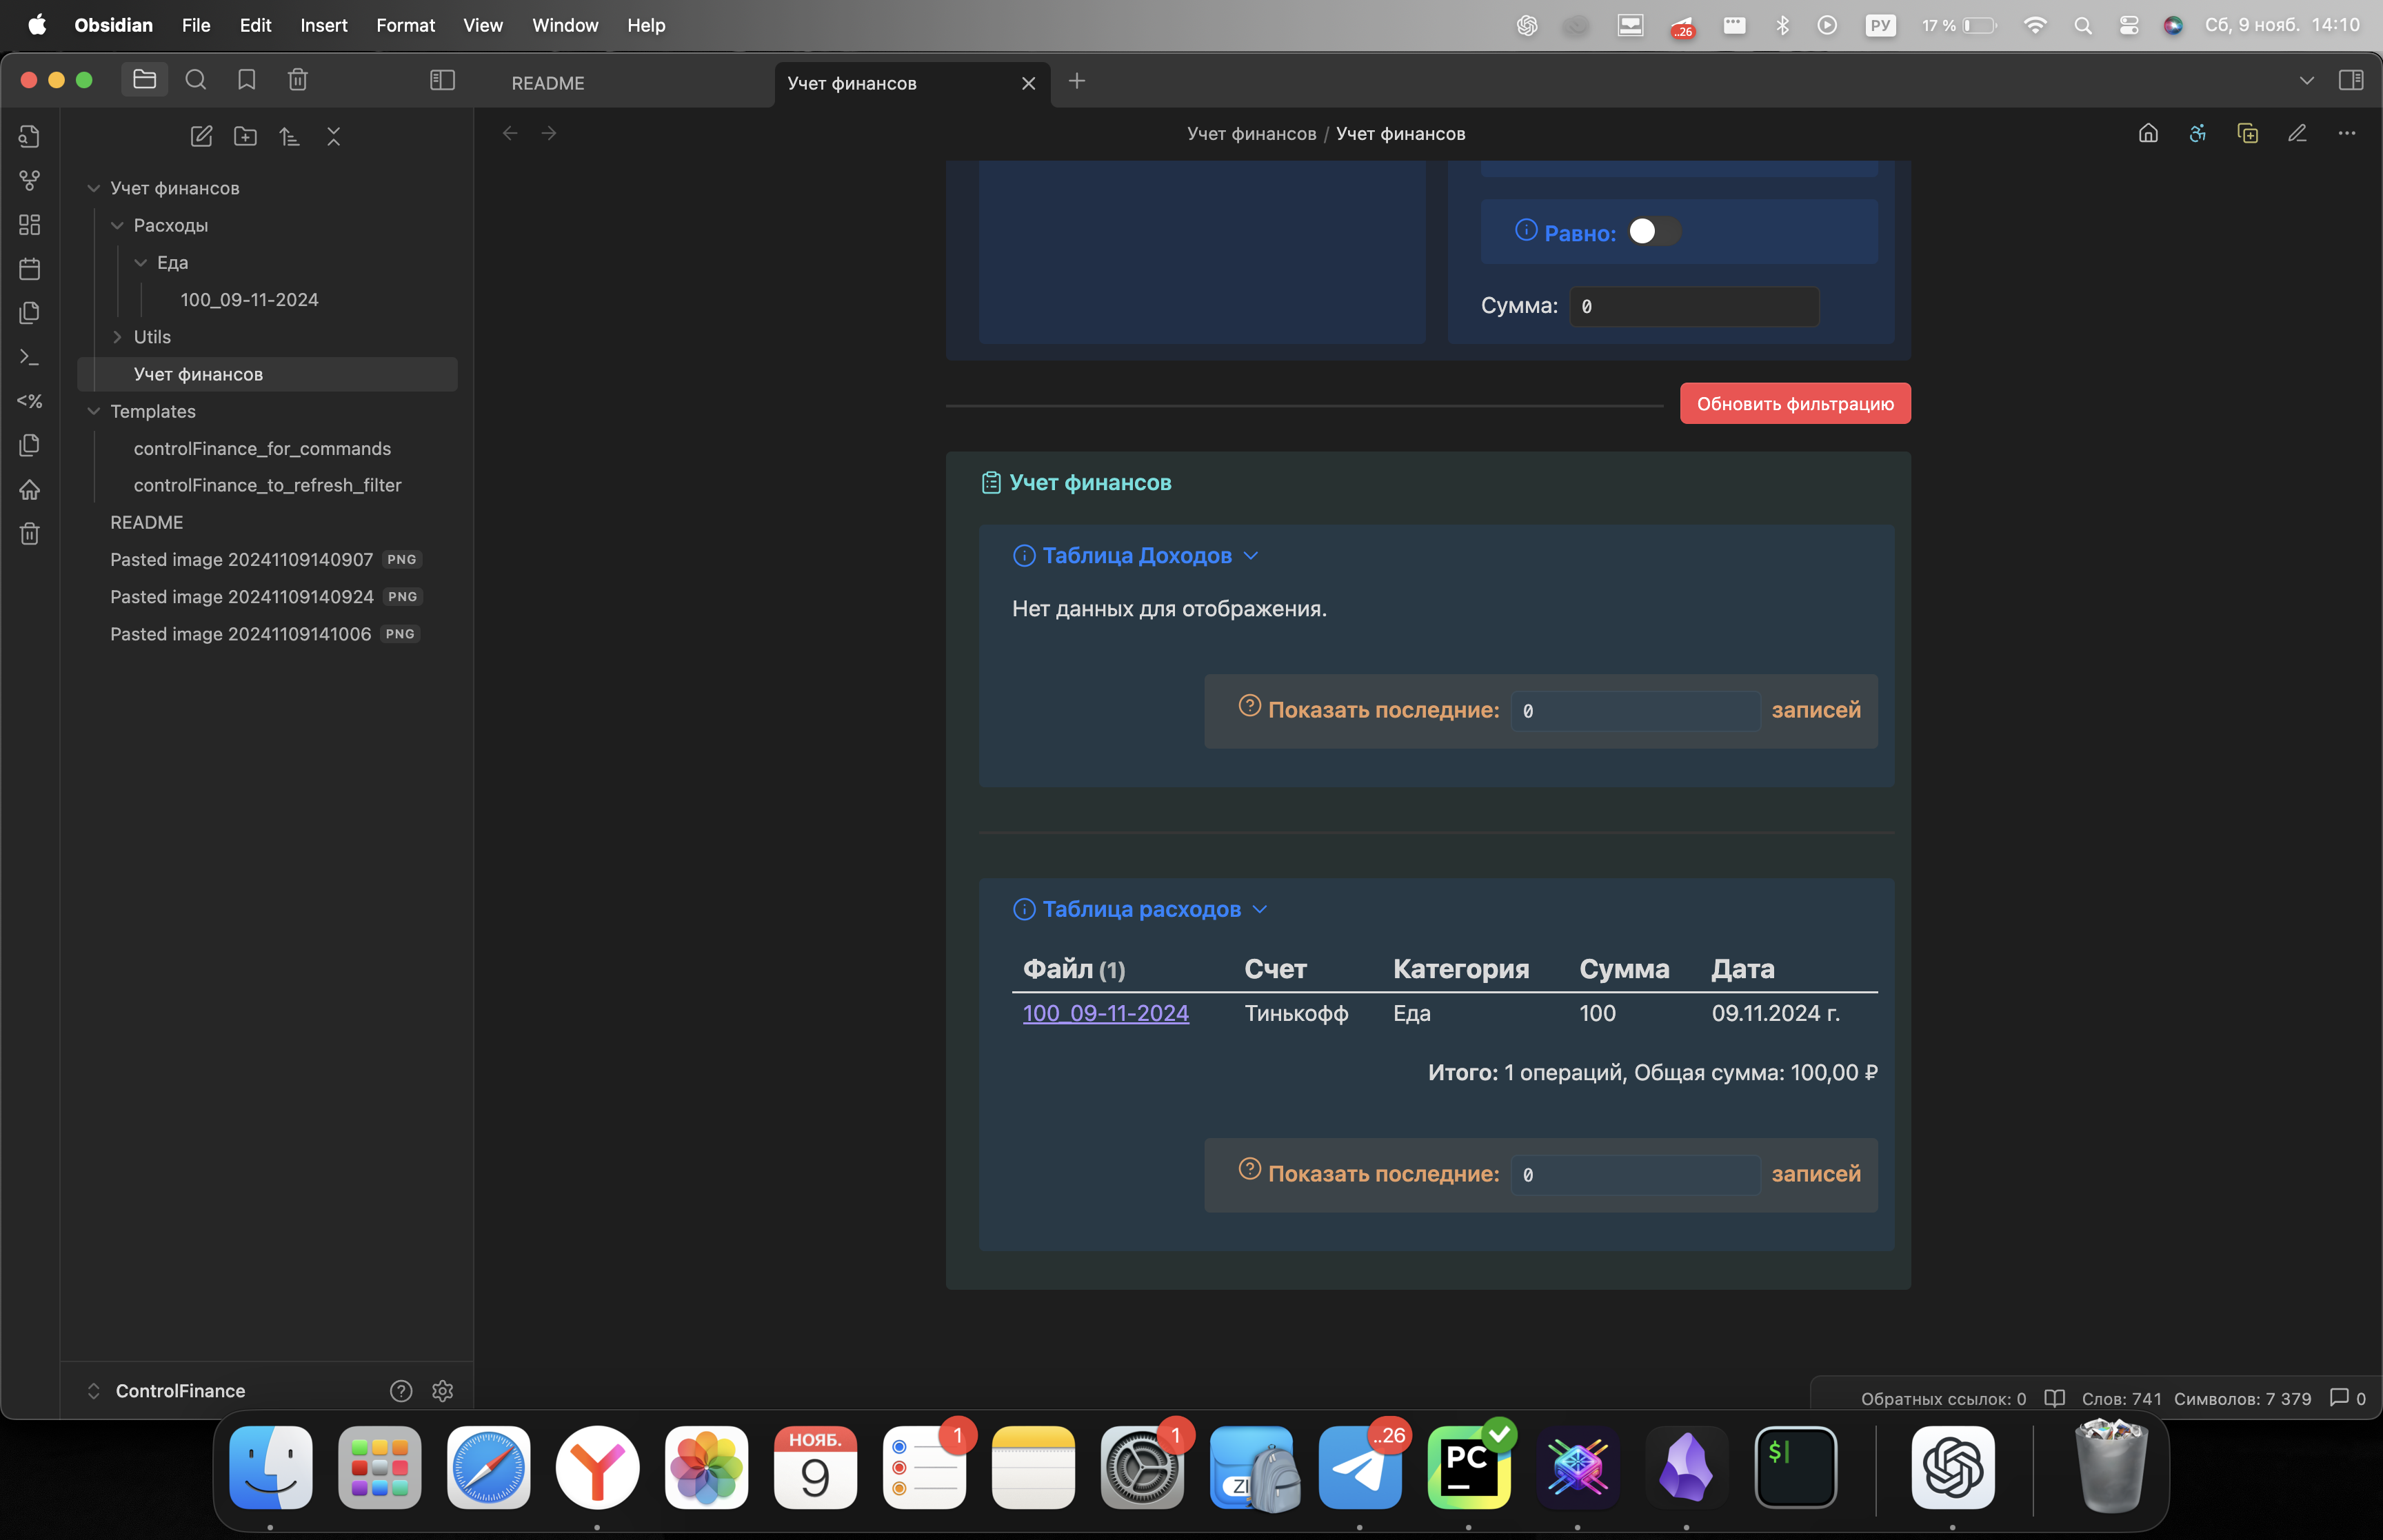 Obsidian File Edit Insert Format View Window Help
..26 РУ 17 % Сб, 9 нояб. 14:10
README
Учет финансов
Учет финансов / Учет финансов
Учет финансов
Расходы
Еда
100_09-11-2024
Utils
Учет финансов
Templates
controlFinance_for_commands
controlFinance_to_refresh_filter
README
Pasted image 20241109140907 PNG
Pasted image 20241109140924 PNG
Pasted image 20241109141006 PNG
ControlFinance
<%
Равно:
Сумма: 0
Обновить фильтрацию
Учет финансов
Таблица Доходов
Нет данных для отображения.
Показать последние: 0 записей
Таблица расходов
Файл (1) Счет Категория Сумма Дата
100_09-11-2024 Тинькофф Еда 100 09.11.2024 г.
Итого: 1 операций, Общая сумма: 100,00 ₽
Показать последние: 0 записей
Обратных ссылок: 0 Слов: 741 Символов: 7 379 0
НОЯБ.
9
1
1
ZI
..26
PC
$